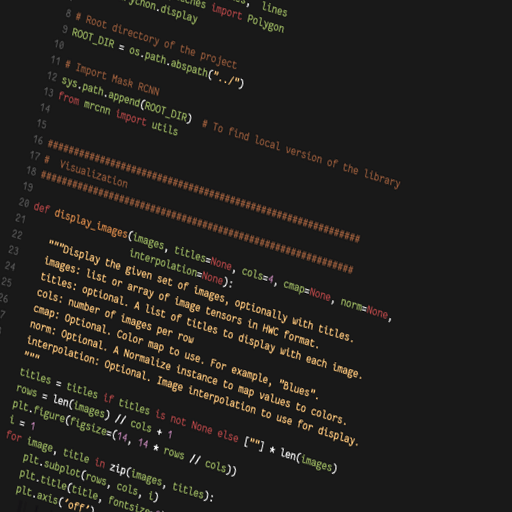 lines
import Polygon
ython.display
8 # Root directory of the project
9 ROOT_DIR = os.path.abspath("../")
10
11 # Import Mask RCNN
12 sys.path.append(ROOT_DIR)  # To find local version of the library
13 from mrcnn import utils
14
15
16 ############################################################
17 #  Visualization
18 ############################################################
19
20 def display_images(images, titles=None, cols=4, cmap=None, norm=None,
21 interpolation=None):
22 """Display the given set of images, optionally with titles.
23 images: list or array of image tensors in HWC format.
24 titles: optional. A list of titles to display with each image.
25 cols: number of images per row
26 cmap: Optional. Color map to use. For example, "Blues".
norm: Optional. A Normalize instance to map values to colors.
interpolation: Optional. Image interpolation to use for display.
"""
titles = titles if titles is not None else [""] * len(images)
rows = len(images) // cols + 1
plt.figure(figsize=(14, 14 * rows // cols))
i = 1
for image, title in zip(images, titles):
plt.subplot(rows, cols, i)
plt.title(title, fontsize=
plt.axis('off')